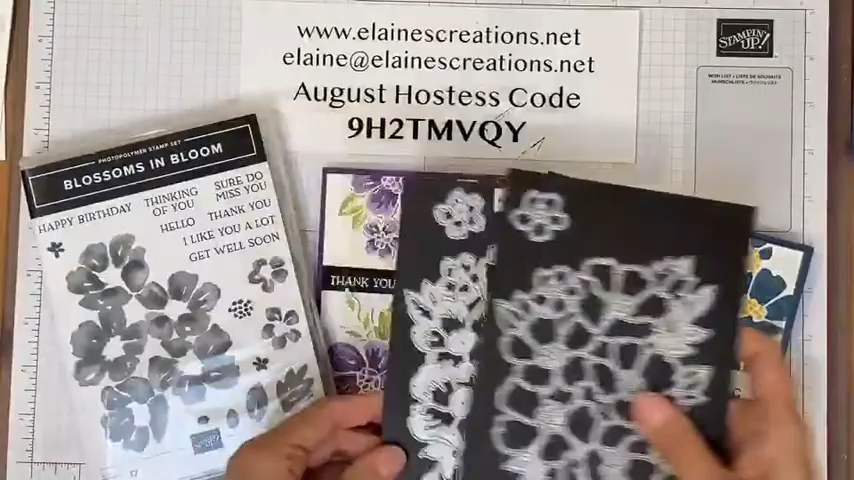 www.elainescreations.net
elaine@elainescreations.net
August Hostess Code
9H2TMVQY
STAMPIN' UP!
PHOTOPOLYMER STAMP SET
BLOSSOMS IN BLOOM
HAPPY BIRTHDAY
THINKING
OF YOU
SURE DO
MISS YOU
HELLO
THANK YOU
I LIKE YOU A LOT
GET WELL SOON
THANK YOU